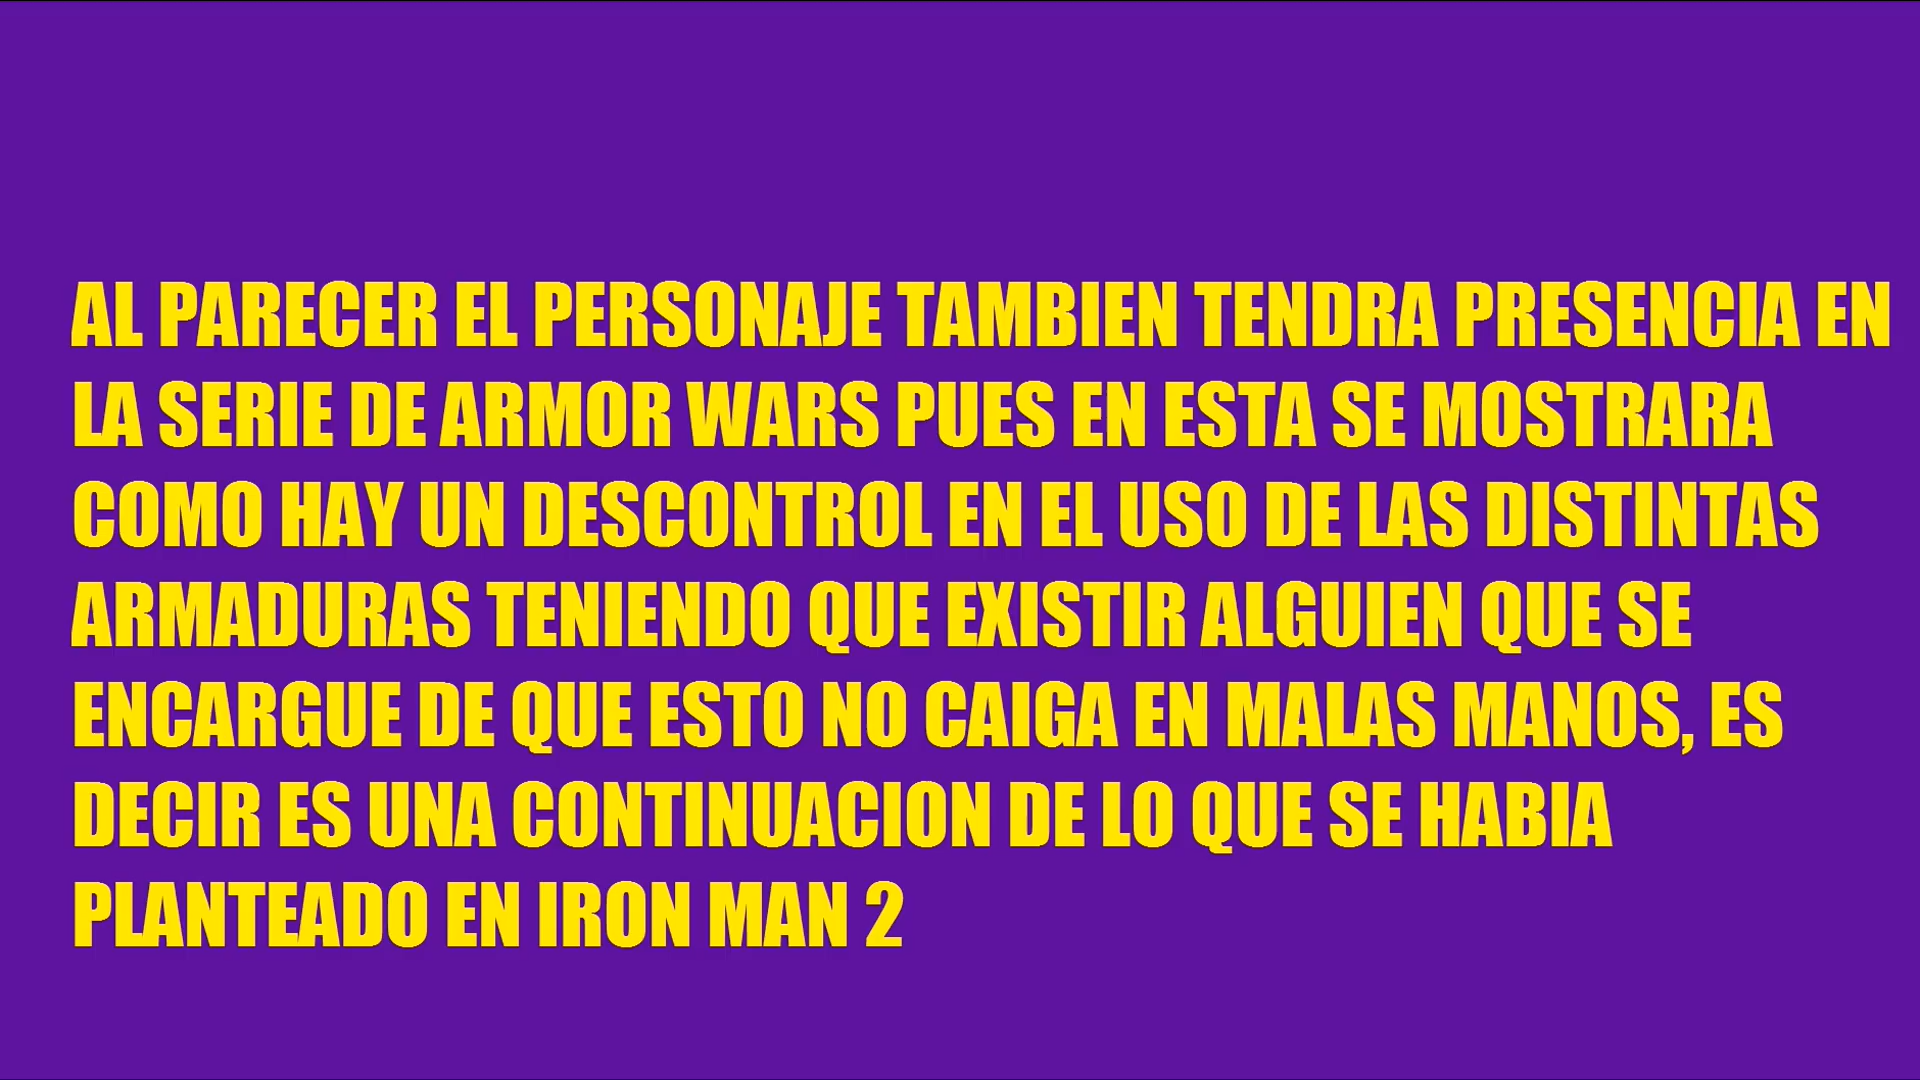 AL PARECER EL PERSONAJE TAMBIEN TENDRA PRESENCIA EN
LA SERIE DE ARMOR WARS PUES EN ESTA SE MOSTRARA
COMO HAY UN DESCONTROL EN EL USO DE LAS DISTINTAS
ARMADURAS TENIENDO QUE EXISTIR ALGUIEN QUE SE
ENCARGUE DE QUE ESTO NO CAIGA EN MALAS MANOS, ES
DECIR ES UNA CONTINUACION DE LO QUE SE HABIA
PLANTEADO EN IRON MAN 2